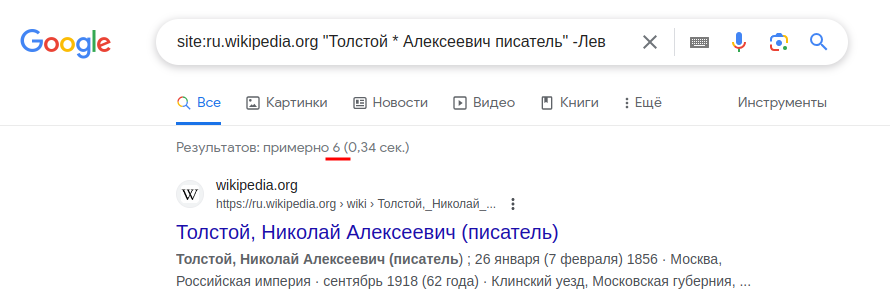 Google
site:ru.wikipedia.org "Толстой * Алексеевич писатель" -Лев
Все Картинки Новости Видео Книги Ещё Инструменты
Результатов: примерно 6 (0,34 сек.)
W
wikipedia.org
https://ru.wikipedia.org › wiki › Толстой,_Николай_...
Толстой, Николай Алексеевич (писатель)
Толстой, Николай Алексеевич (писатель) ; 26 января (7 февраля) 1856 · Москва,
Российская империя · сентябрь 1918 (62 года) · Клинский уезд, Московская губерния, ...